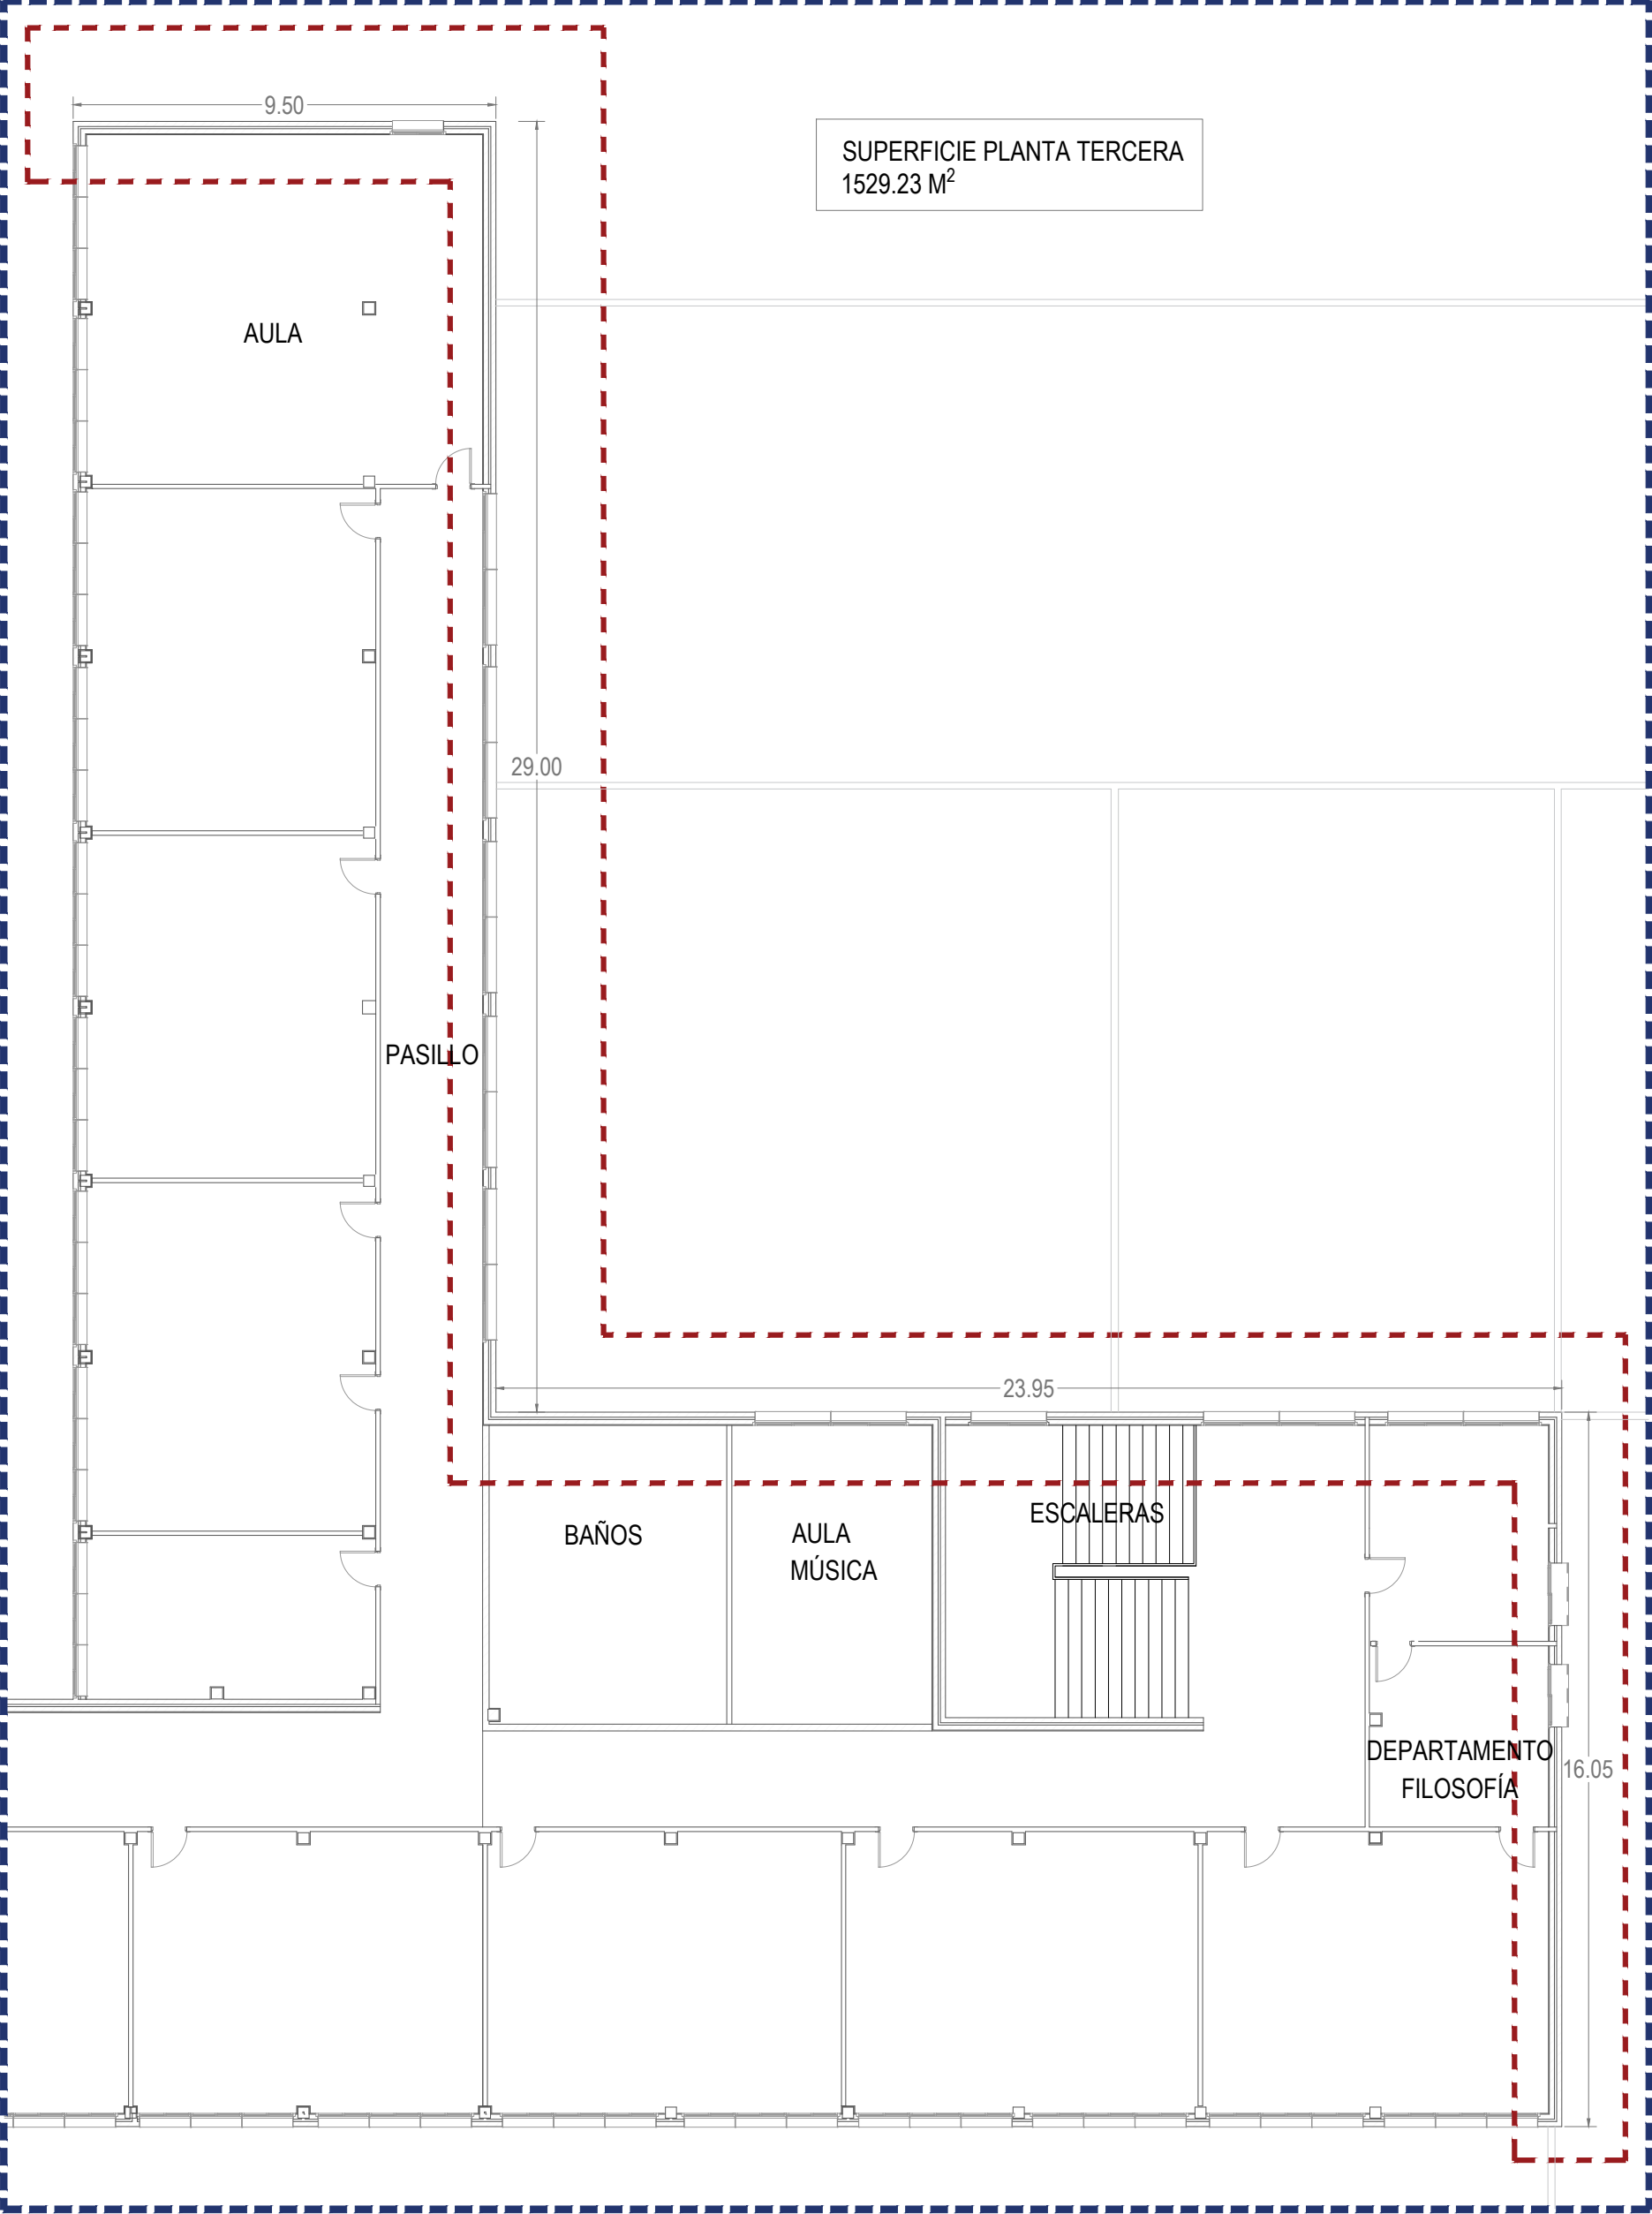 9.50
SUPERFICIE PLANTA TERCERA
1529.23 M²
AULA
29.00
PASILLO
23.95
ESCALERAS
BAÑOS
AULA
MÚSICA
DEPARTAMENTO
FILOSOFÍA
16.05